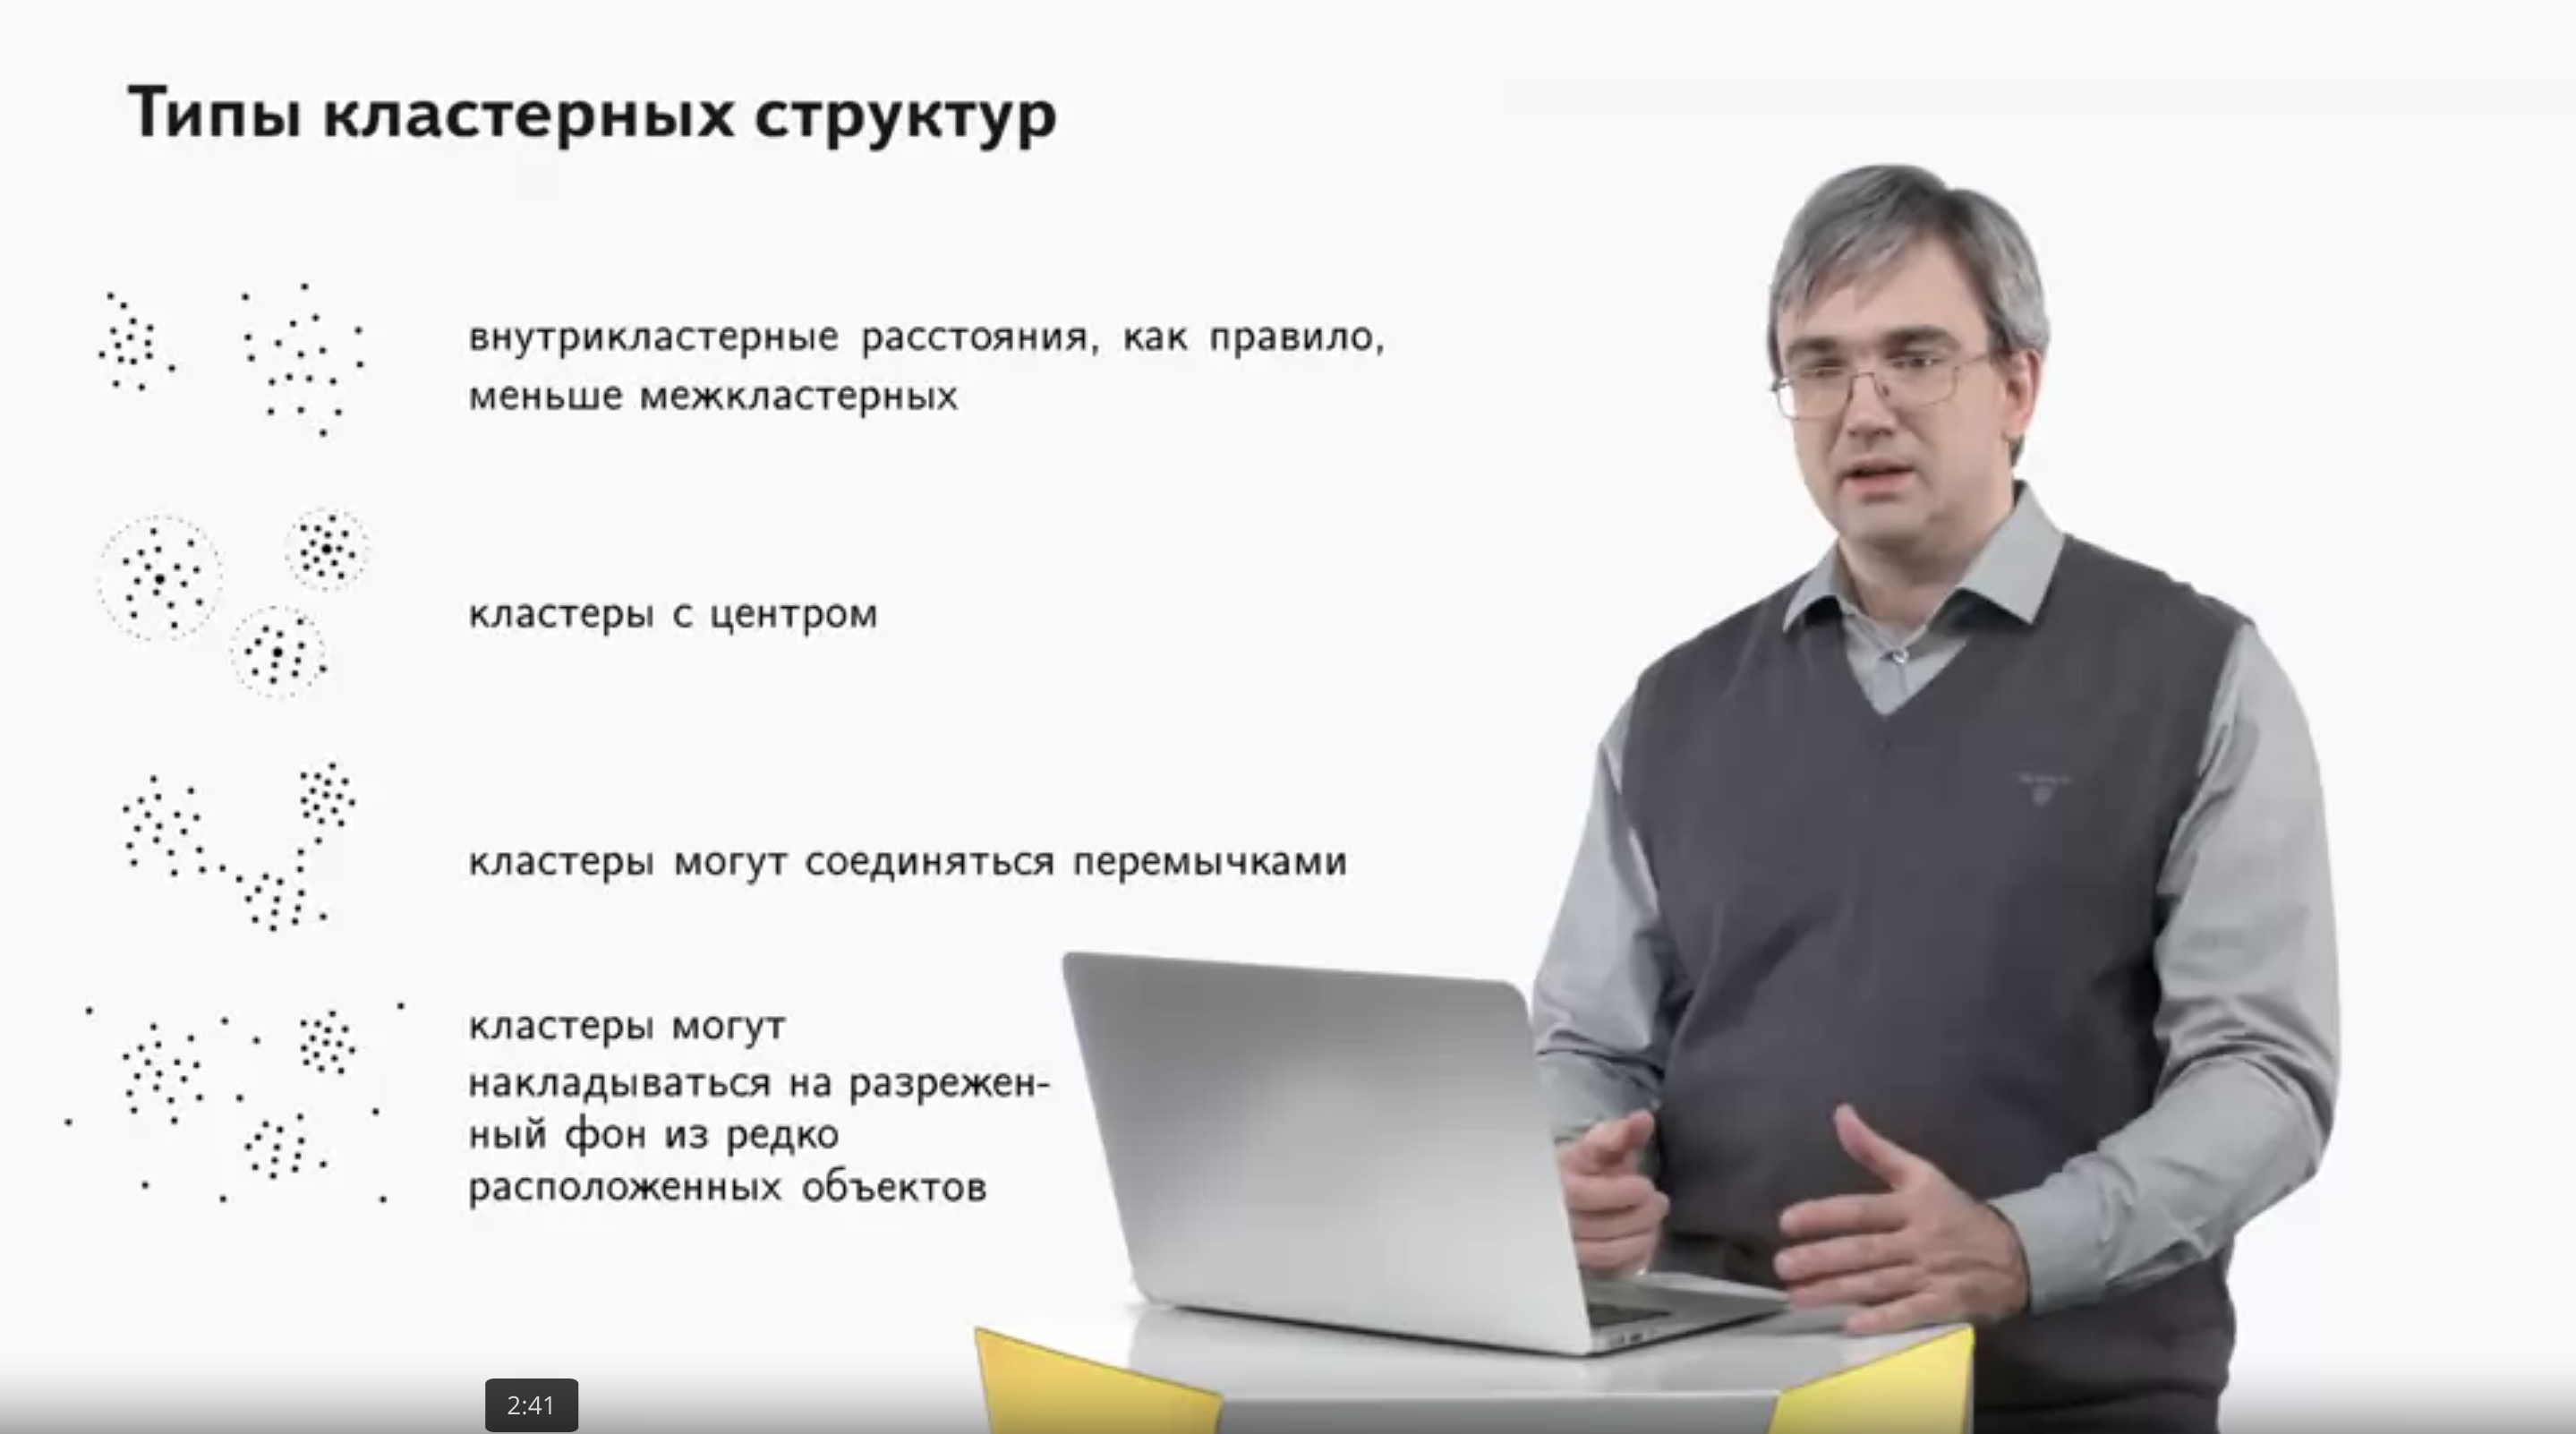 Типы кластерных структур
внутрикластерные расстояния, как правило,
меньше межкластерных
кластеры с центром
кластеры могут соединяться перемычками
кластеры могут
накладываться на разрежен-
ный фон из редко
расположенных объектов
2:41